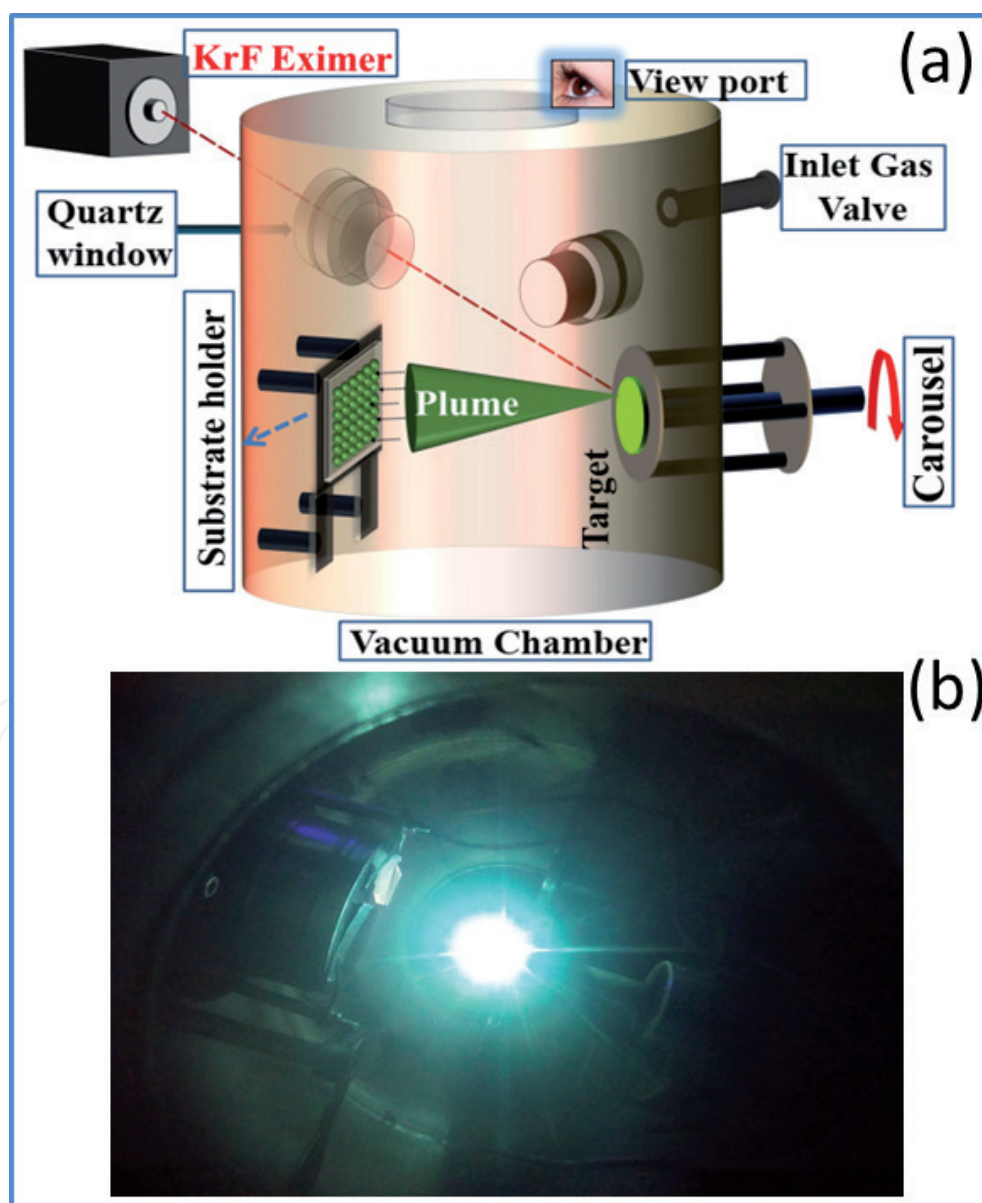 (a)
KrF Eximer
View port
Inlet Gas
Valve
Quartz
window
Substrate holder
Plume
Target
Carousel
Vacuum Chamber
(b)